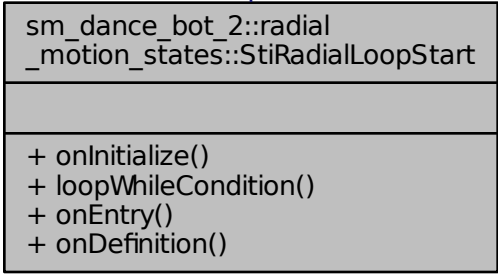 sm_dance_bot_2::radial
_motion_states::StiRadialLoopStart
+ onInitialize()
+ loopWhileCondition()
+ onEntry()
+ onDefinition()